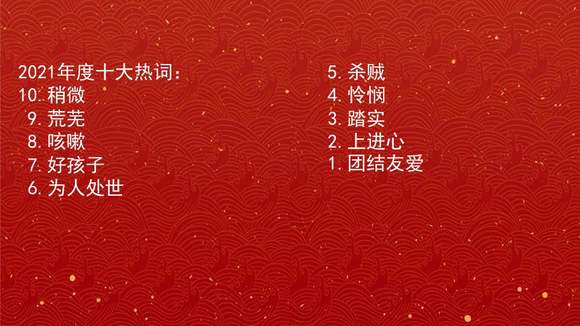 2021年度十大热词：
10.稍微
9.荒芜
8.咳嗽
7.好孩子
6.为人处世
5.杀贼
4.怜悯
3.踏实
2.上进心
1.团结友爱